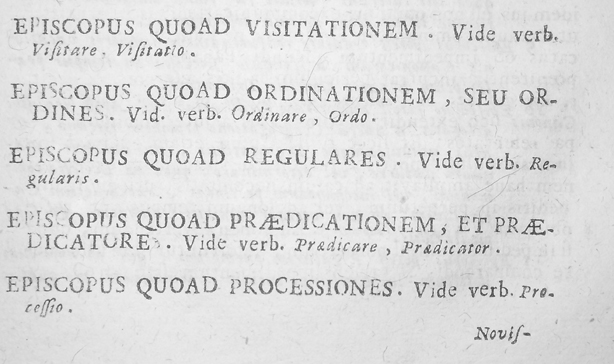 EPISCOPUS QUOAD VISITATIONEM. Vide verb.
Visitare. Visitatio.
EPISCOPUS QUOAD ORDINATIONEM, SEU OR-
DINES. Vid. verb. Ordinare, Ordo.
EPISCOPUS QUOAD REGULARES. Vide verb. Re-
gularis.
EPISCOPUS QUOAD PRÆDICATIONEM, ET PRÆ-
DICATORES. Vide verb. Prædicare, Prædicator.
EPISCOPUS QUOAD PROCESSIONES. Vide verb. Pro-
cessio.
Novis-